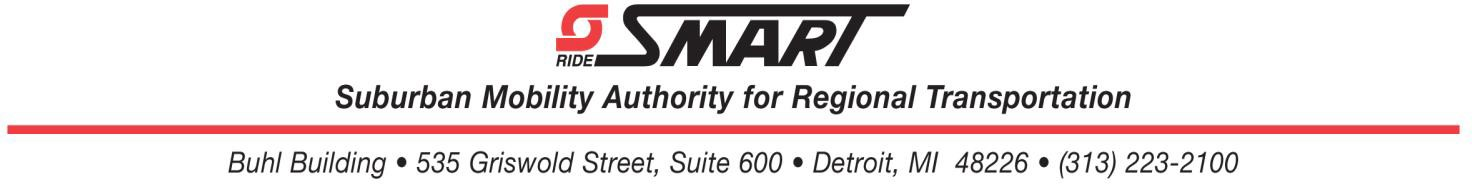 RIDE SMART
Suburban Mobility Authority for Regional Transportation
Buhl Building • 535 Griswold Street, Suite 600 • Detroit, MI  48226 • (313) 223-2100